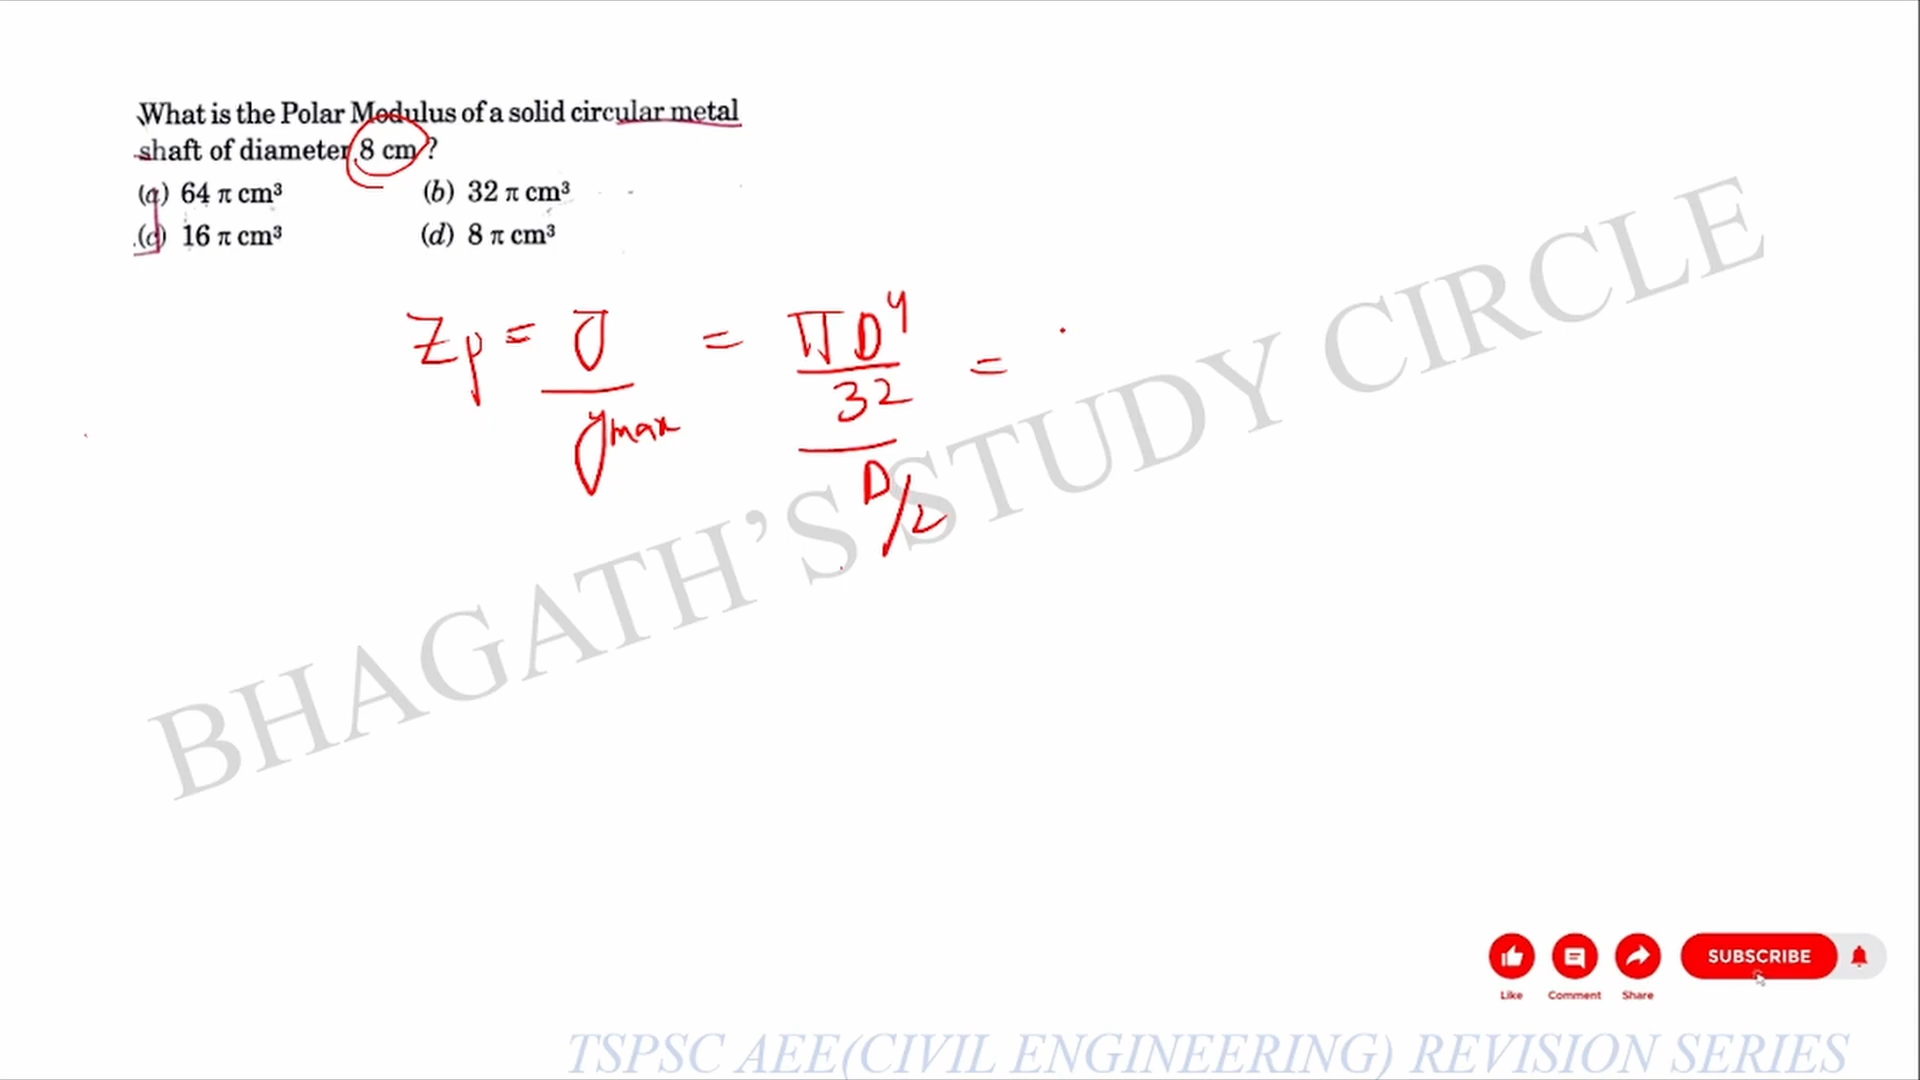 What is the Polar Modulus of a solid circular metal
shaft of diameter 8 cm ?
(a) 64 π cm³ (b) 32 π cm³
(c) 16 π cm³ (d) 8 π cm³
Zp = J / ymax = πD⁴/32 / D/2 =
BHAGATH'S STUDY CIRCLE
SUBSCRIBE
Like Comment Share
TSPSC AEE(CIVIL ENGINEERING) REVISION SERIES